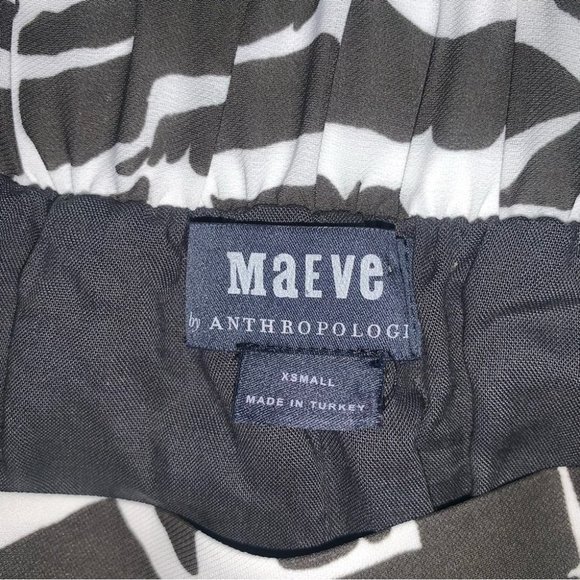 MaEve
by ANTHROPOLOGI
XSMALL
MADE IN TURKEY